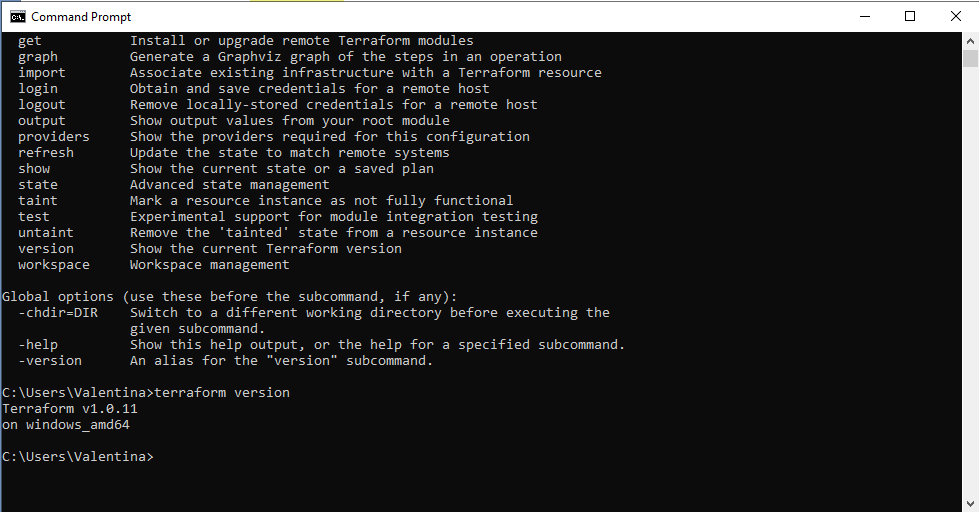 Command Prompt
get Install or upgrade remote Terraform modules
graph Generate a Graphviz graph of the steps in an operation
import Associate existing infrastructure with a Terraform resource
login Obtain and save credentials for a remote host
logout Remove locally-stored credentials for a remote host
output Show output values from your root module
providers Show the providers required for this configuration
refresh Update the state to match remote systems
show Show the current state or a saved plan
state Advanced state management
taint Mark a resource instance as not fully functional
test Experimental support for module integration testing
untaint Remove the 'tainted' state from a resource instance
version Show the current Terraform version
workspace Workspace management
Global options (use these before the subcommand, if any):
-chdir=DIR Switch to a different working directory before executing the
given subcommand.
-help Show this help output, or the help for a specified subcommand.
-version An alias for the "version" subcommand.
C:\Users\Valentina>terraform version
Terraform v1.0.11
on windows_amd64
C:\Users\Valentina>